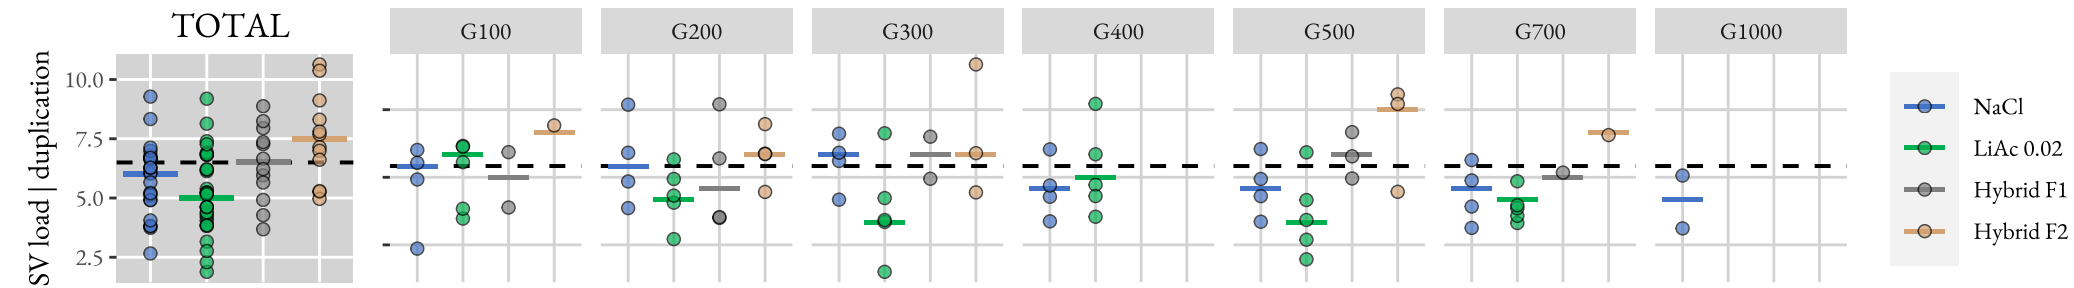 TOTAL
G100
G200
G300
G400
G500
G700
G1000
SV load | duplication
10.0
7.5
5.0
2.5
NaCl
LiAc 0.02
Hybrid F1
Hybrid F2